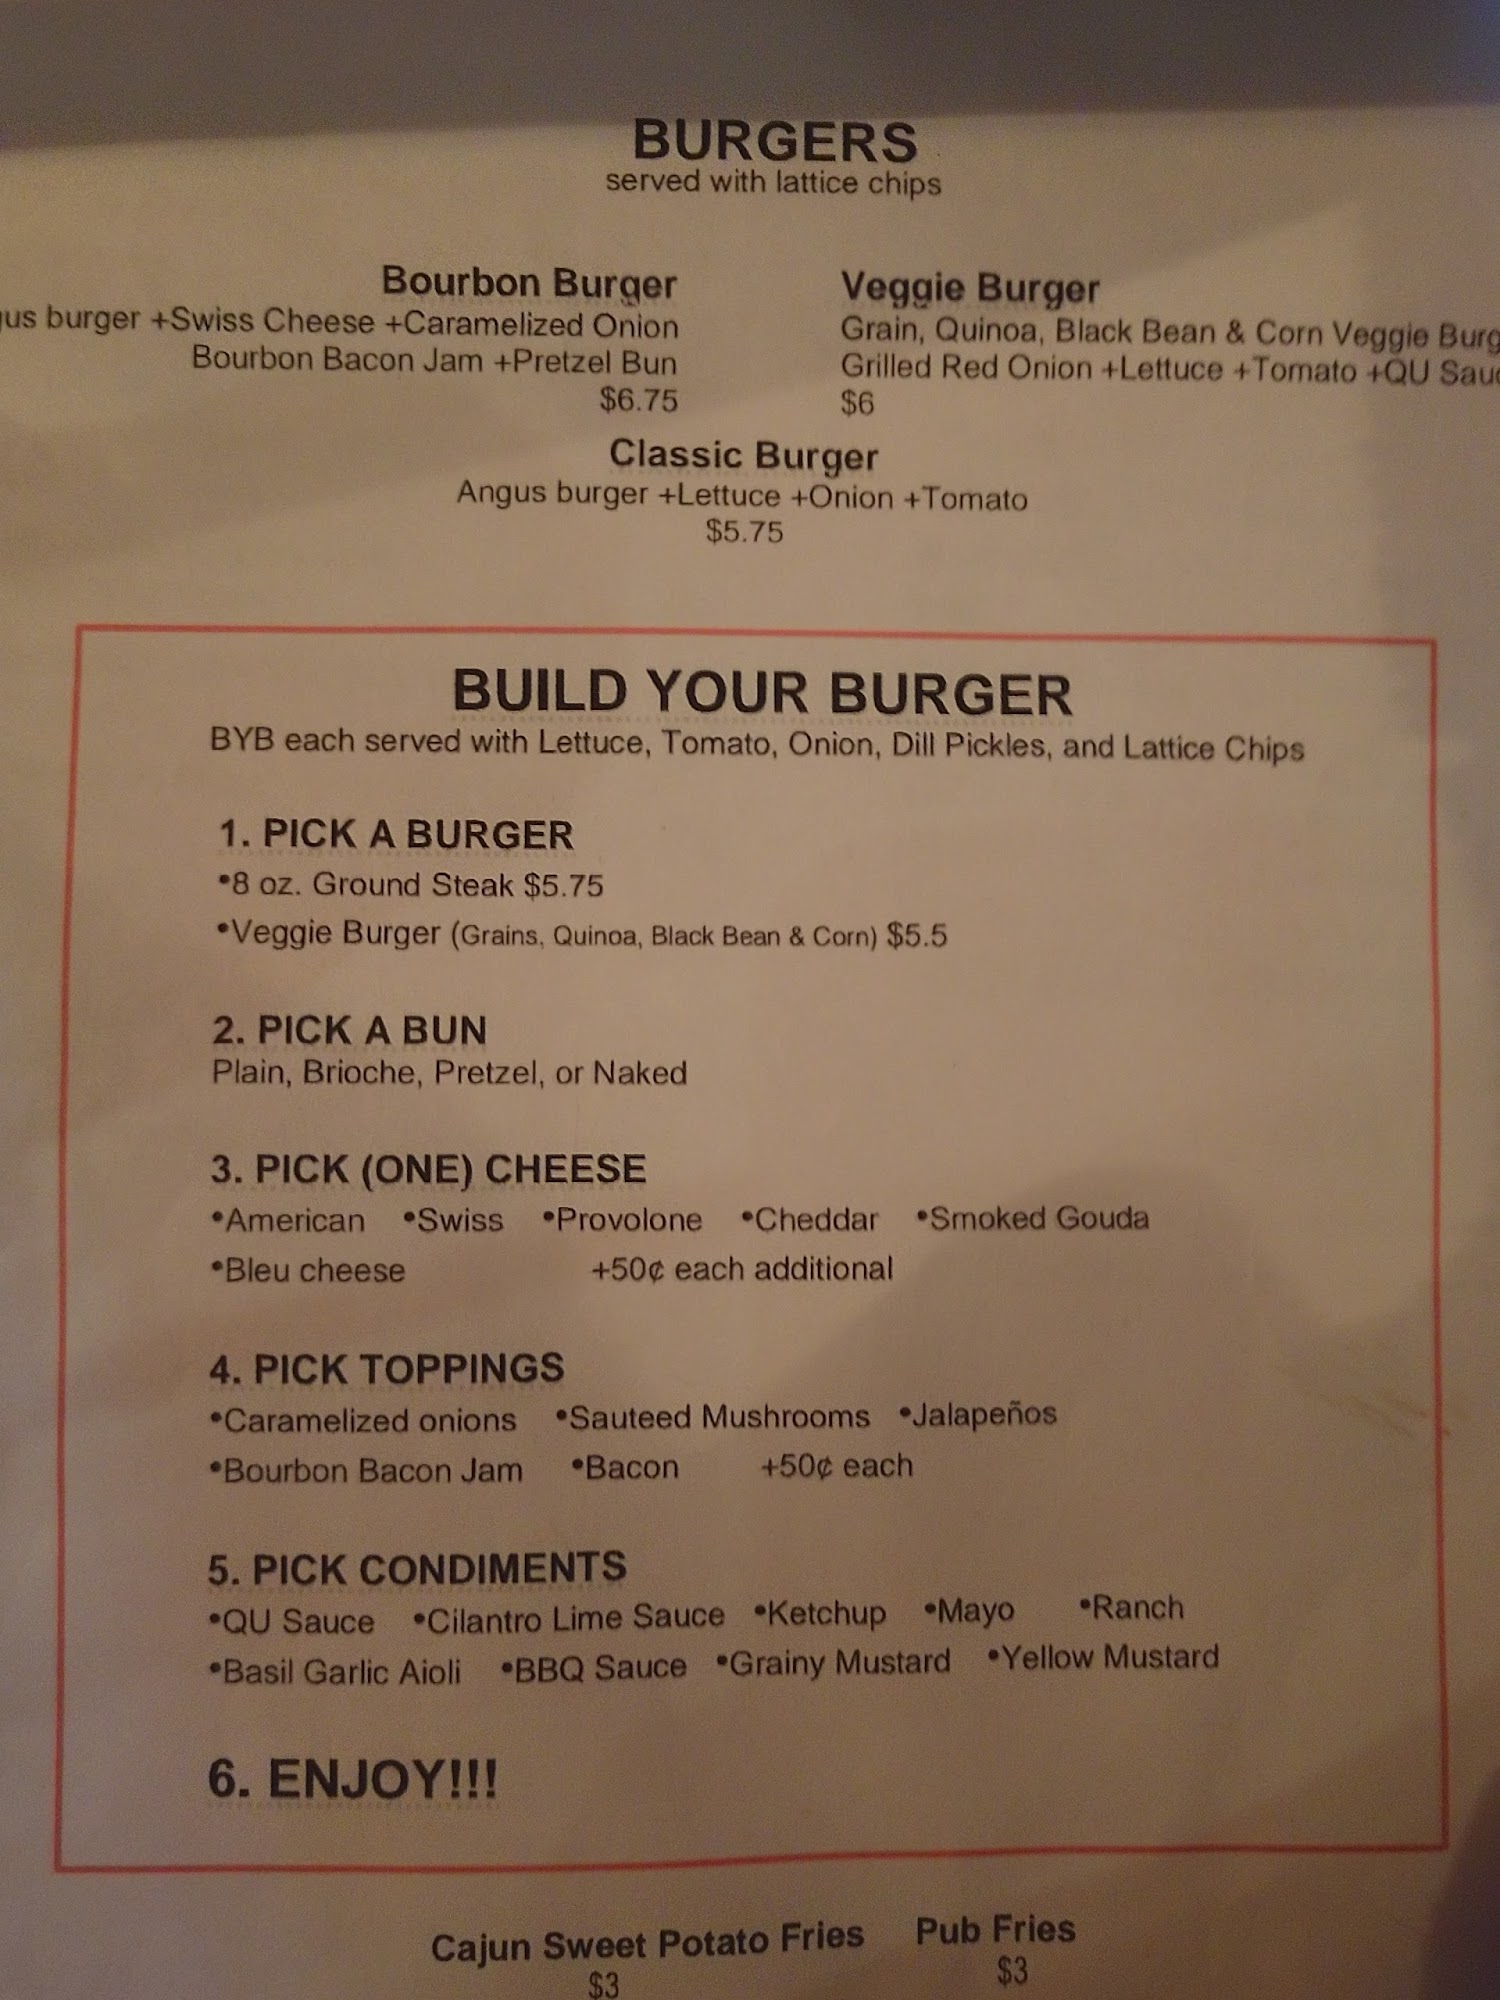 BURGERS
served with lattice chips
Bourbon Burger
burger +Swiss Cheese +Caramelized Onion
Bourbon Bacon Jam +Pretzel Bun
$6.75
Veggie Burger
Grain, Quinoa, Black Bean & Corn Veggie
Grilled Red Onion +Lettuce +Tomato +QU
$6
Classic Burger
Angus burger +Lettuce +Onion +Tomato
$5.75
BUILD YOUR BURGER
BYB each served with Lettuce, Tomato, Onion, Dill Pickles, and Lattice Chips
1. PICK A BURGER
•8 oz. Ground Steak $5.75
•Veggie Burger (Grains, Quinoa, Black Bean & Corn) $5.5
2. PICK A BUN
Plain, Brioche, Pretzel, or Naked
3. PICK (ONE) CHEESE
•American •Swiss •Provolone •Cheddar •Smoked Gouda
•Bleu cheese +50¢ each additional
4. PICK TOPPINGS
•Caramelized onions •Sauteed Mushrooms •Jalapeños
•Bourbon Bacon Jam •Bacon +50¢ each
5. PICK CONDIMENTS
•QU Sauce •Cilantro Lime Sauce •Ketchup •Mayo •Ranch
•Basil Garlic Aioli •BBQ Sauce •Grainy Mustard •Yellow Mustard
6. ENJOY!!!
Cajun Sweet Potato Fries
$3
Pub Fries
$3